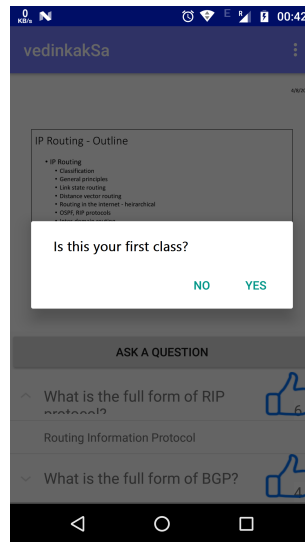 0
KB/s
E R 00:42
vedinkakSa
IP Routing - Outline
• IP Routing
• Classification
• General principles
• Link state routing
• Distance vector routing
• Routing in the Internet - heirarchical
• OSPF, RIP protocols
Is this your first class?
NO YES
ASK A QUESTION
What is the full form of RIP
protocol?
6
Routing Information Protocol
What is the full form of BGP?
4